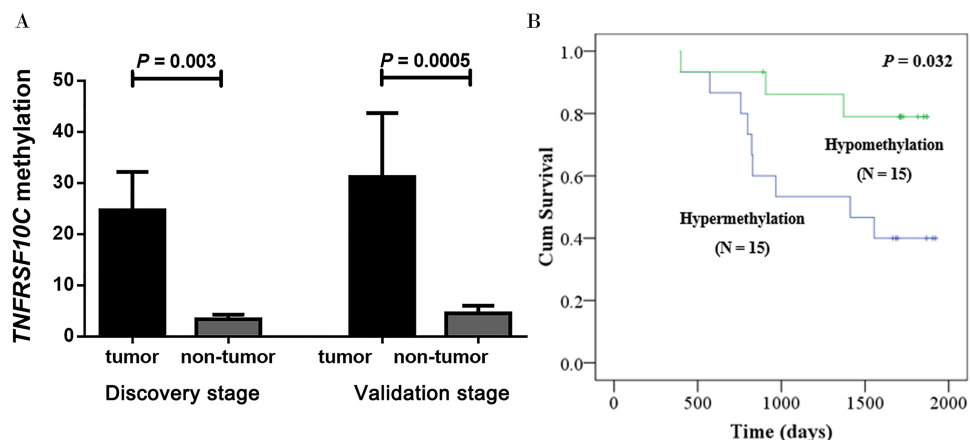 A
P = 0.003
P = 0.0005
TNFRSF10C methylation
50
40
30
20
10
0
tumor non-tumor tumor non-tumor
Discovery stage Validation stage
B
P = 0.032
Hypomethylation
(N = 15)
Hypermethylation
(N = 15)
Cum Survival
1.0
0.8
0.6
0.4
0.2
0.0
0 500 1000 1500 2000
Time (days)